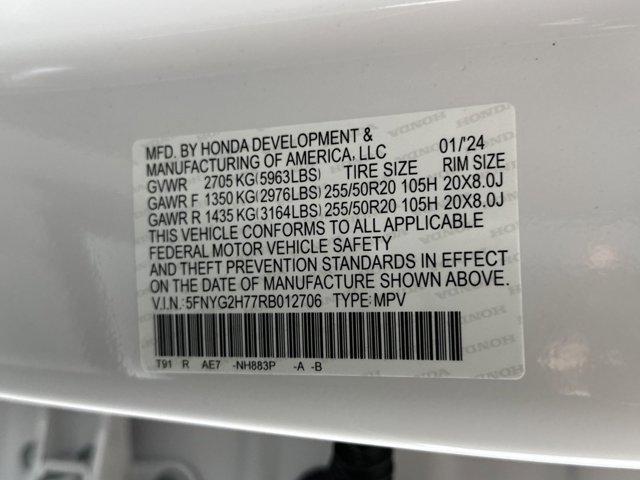 MFD. BY HONDA DEVELOPMENT & 01/'24
MANUFACTURING OF AMERICA, LLC
GVWR 2705 KG(5963LBS) TIRE SIZE RIM SIZE
GAWR F 1350 KG(2976LBS) 255/50R20 105H 20X8.0J
GAWR R 1435 KG(3164LBS) 255/50R20 105H 20X8.0J
THIS VEHICLE CONFORMS TO ALL APPLICABLE
FEDERAL MOTOR VEHICLE SAFETY
AND THEFT PREVENTION STANDARDS IN EFFECT
ON THE DATE OF MANUFACTURE SHOWN ABOVE.
V.I.N.: 5FNYG2H77RB012706 TYPE: MPV
T91 R AE7 -NH883P -A -B